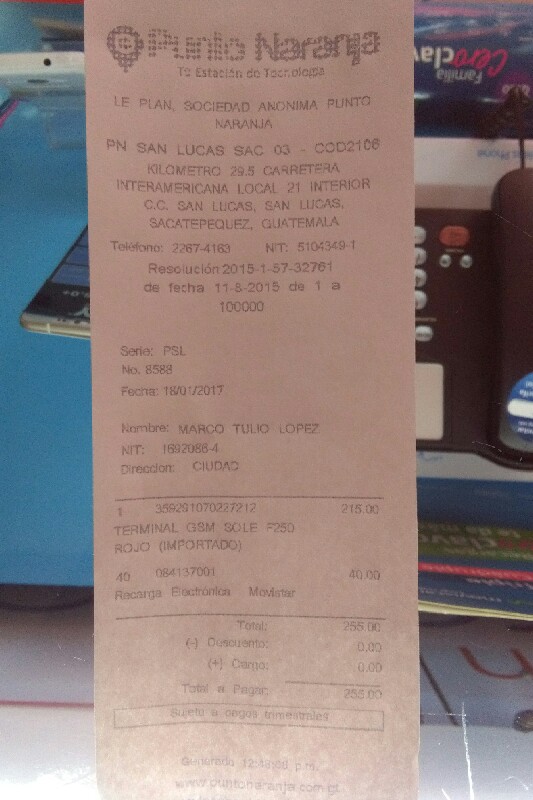 Punto Naranja
Tu Estación de Tecnología
LE PLAN, SOCIEDAD ANONIMA PUNTO
NARANJA
PN SAN LUCAS SAC 03 - COD2106
KILOMETRO 29.5 CARRETERA
INTERAMERICANA LOCAL 21 INTERIOR
C.C. SAN LUCAS, SAN LUCAS,
SACATEPEQUEZ, GUATEMALA
Teléfono: 2267-4163 NIT: 5104349-1
Resolución 2015-1-57-32761
de fecha 11-8-2015 de 1 a
100000
Serie: PSL
No. 8588
Fecha: 18/01/2017
Nombre: MARCO TULIO LOPEZ
NIT: 1692086-4
Direccion: CIUDAD
1 359291070227212 215.00
TERMINAL GSM SOLE F250
ROJO (IMPORTADO)
40 084137001 40.00
Recarga Electrónica Movistar
Total: 255.00
(-) Descuento: 0.00
(+) Cargo: 0.00
Total a Pagar: 255.00
Sujeto a pagos trimestrales
Generado 12:48:06 p.m.
www.puntonaranja.com.gt
Familia
Ceroclav